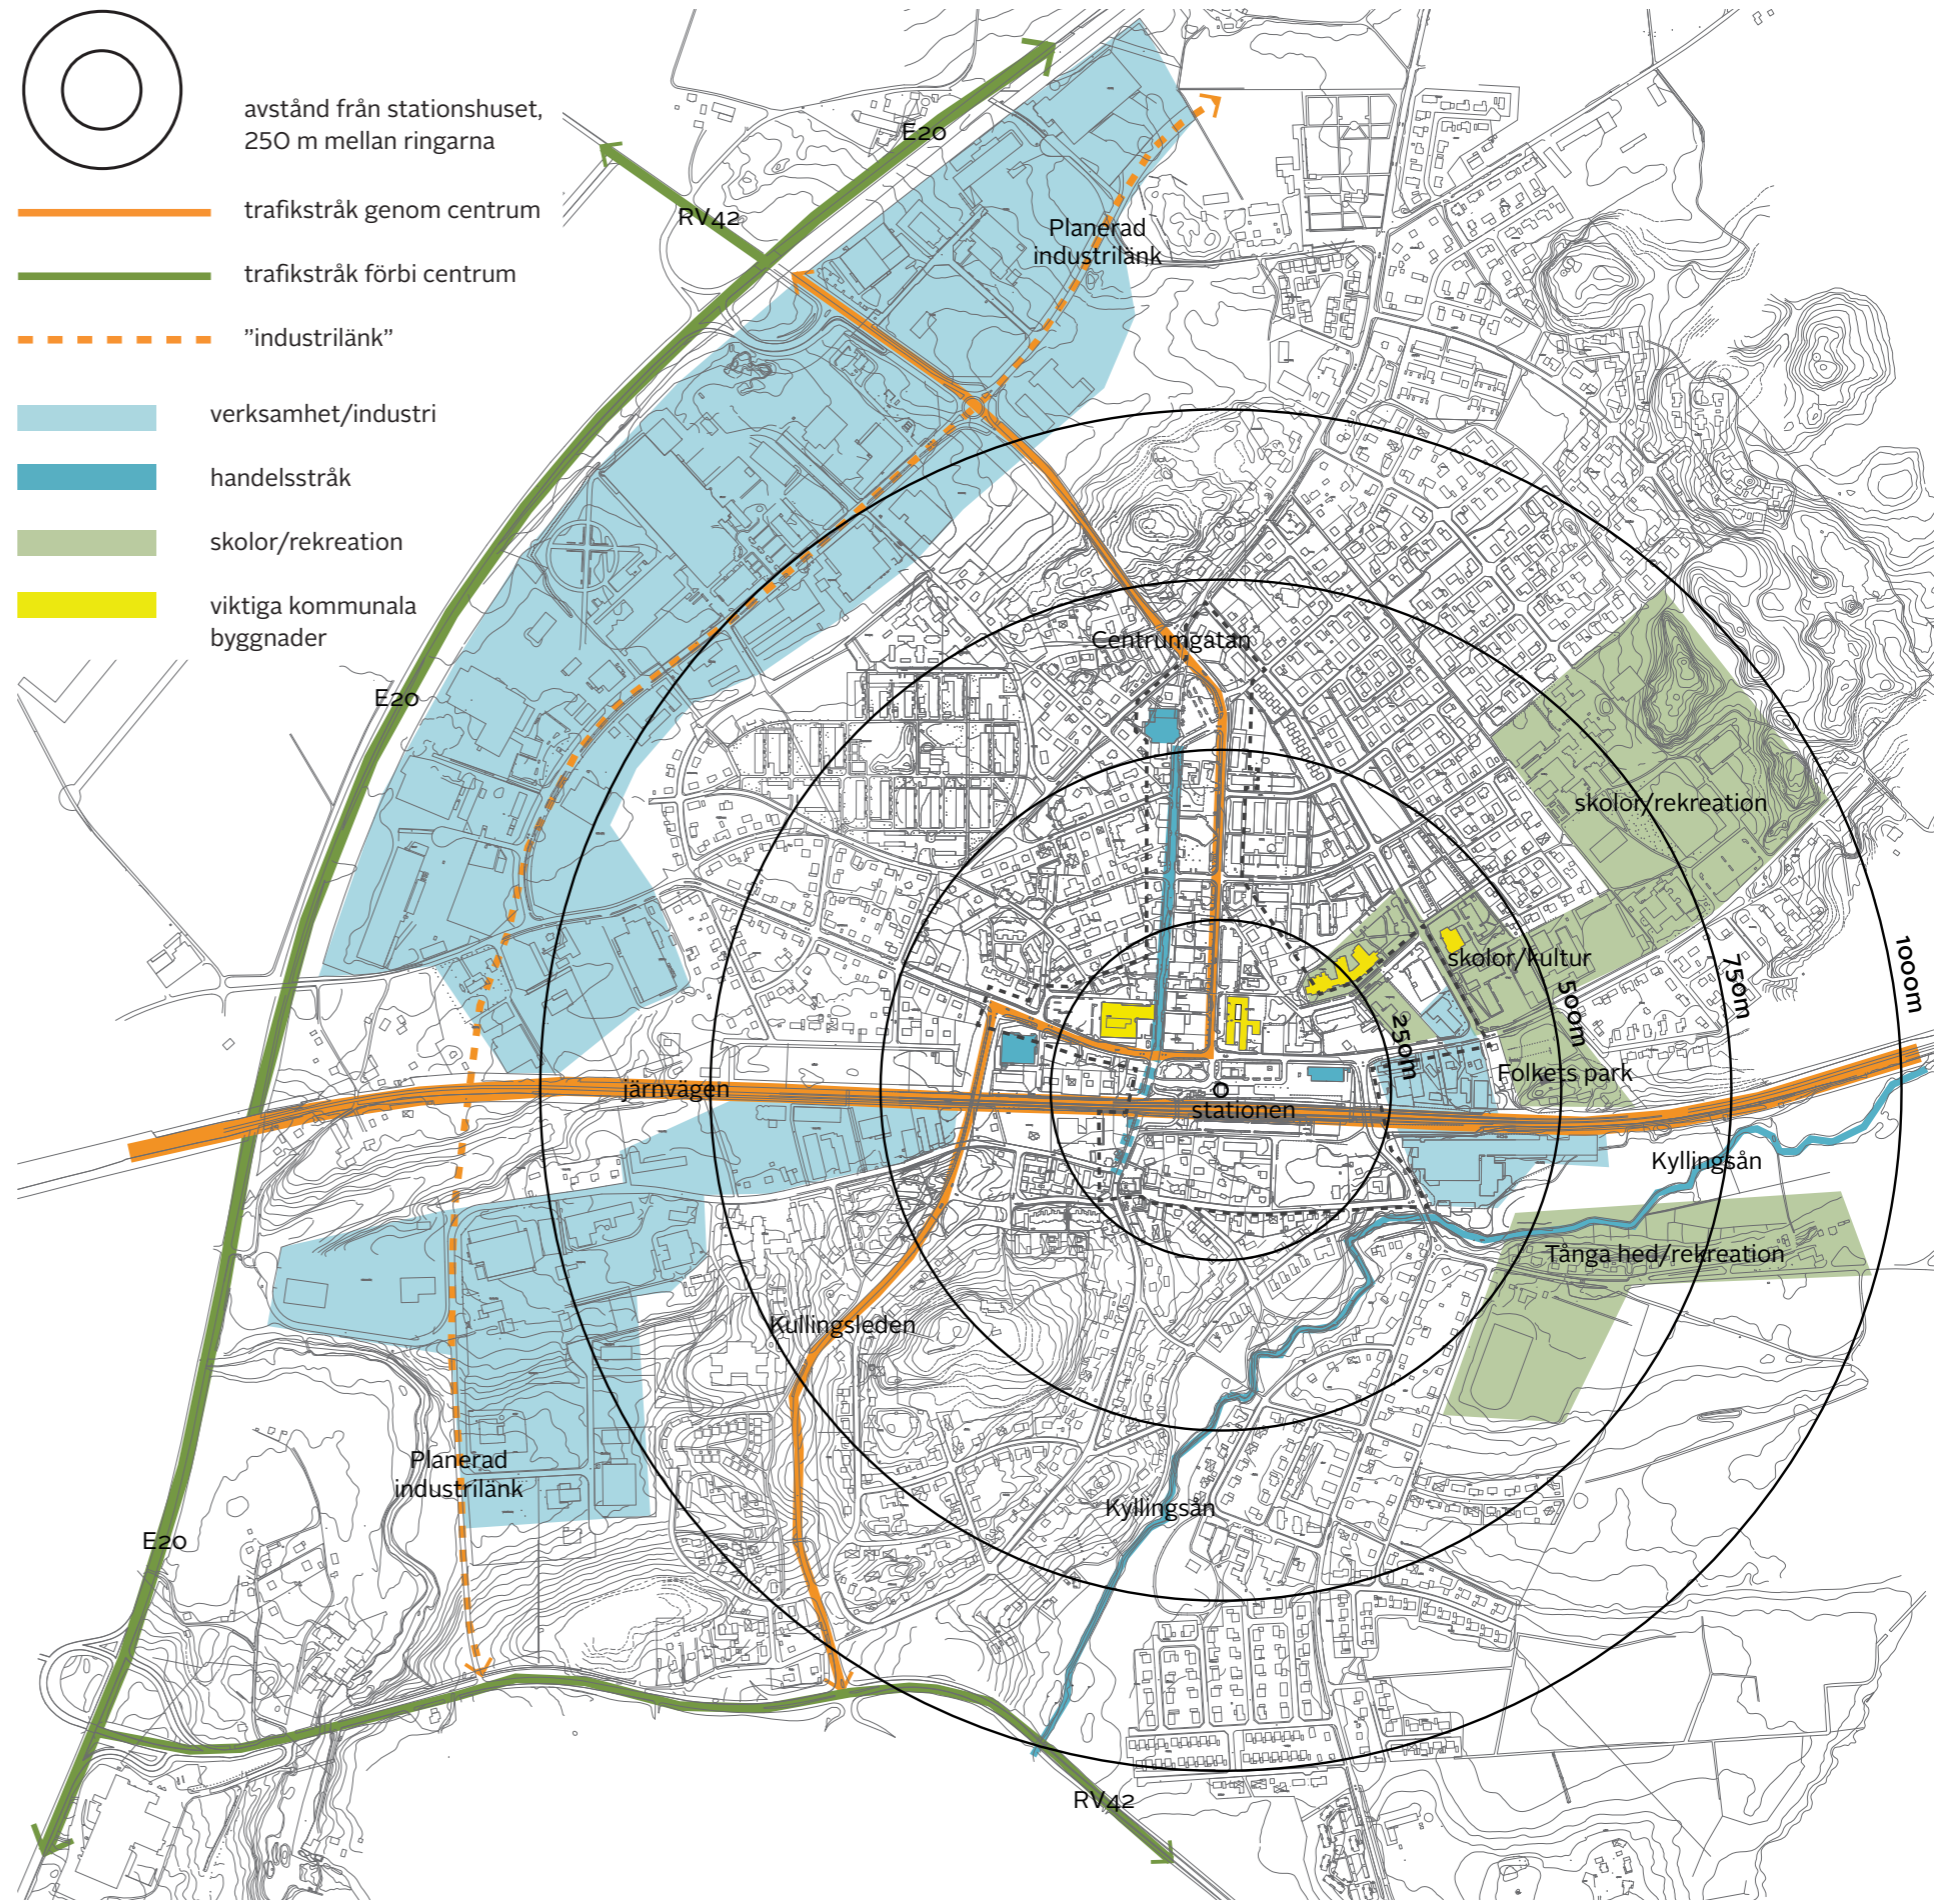 avstånd från stationshuset,
250 m mellan ringarna
trafikstråk genom centrum
trafikstråk förbi centrum
”industrilänk”
verksamhet/industri
handelsstråk
skolor/rekreation
viktiga kommunala
byggnader
E20
RV42
Planerad
industrilänk
Centrumgatan
E20
skolor/rekreation
skolor/kultur
250m
500m
750m
1000m
järnvägen
stationen
Folkets park
Kyllingsån
Tånga hed/rekreation
Kullingsleden
Planerad
industrilänk
Kyllingsån
E20
RV42